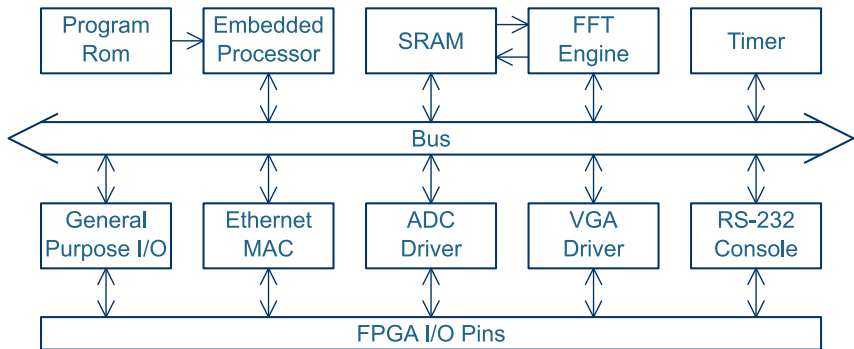 Program
Rom
Embedded
Processor
SRAM
FFT
Engine
Timer
Bus
General
Purpose I/O
Ethernet
MAC
ADC
Driver
VGA
Driver
RS-232
Console
FPGA I/O Pins